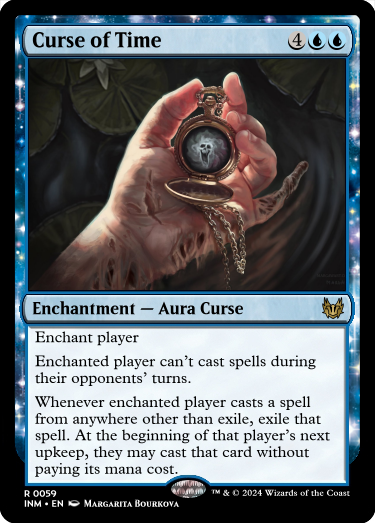 Curse of Time 4
Enchantment — Aura Curse
Enchant player
Enchanted player can't cast spells during
their opponents' turns.
Whenever enchanted player casts a spell
from anywhere other than exile, exile that
spell. At the beginning of that player's next
upkeep, they may cast that card without
paying its mana cost.
R 0059 ™ & © 2024 Wizards of the Coast
INM • EN MARGARITA BOURKOVA